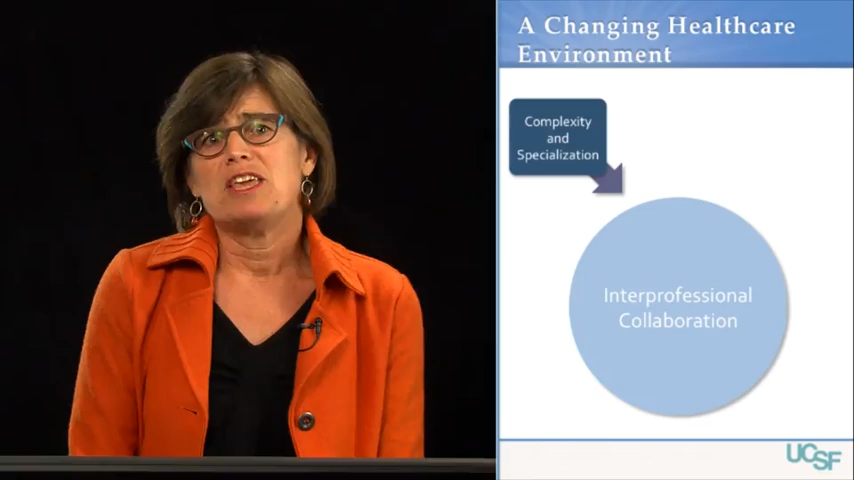 A Changing Healthcare
Environment
Complexity
and
Specialization
Interprofessional
Collaboration
UCSF